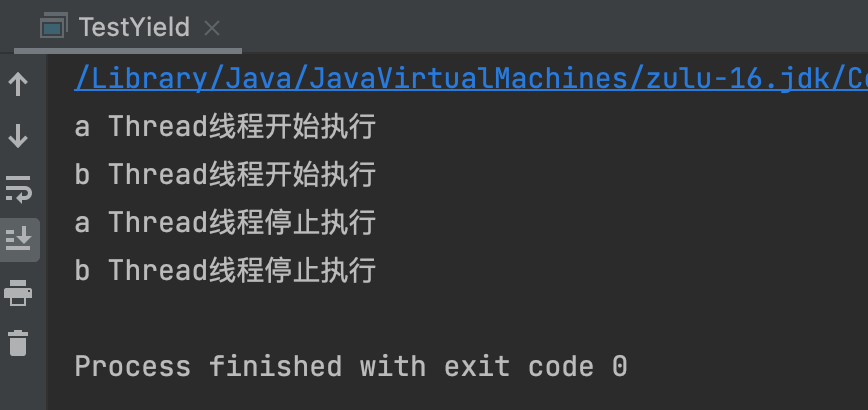 TestYield
/Library/Java/JavaVirtualMachines/zulu-16.jdk/Co
a Thread线程开始执行
b Thread线程开始执行
a Thread线程停止执行
b Thread线程停止执行
Process finished with exit code 0